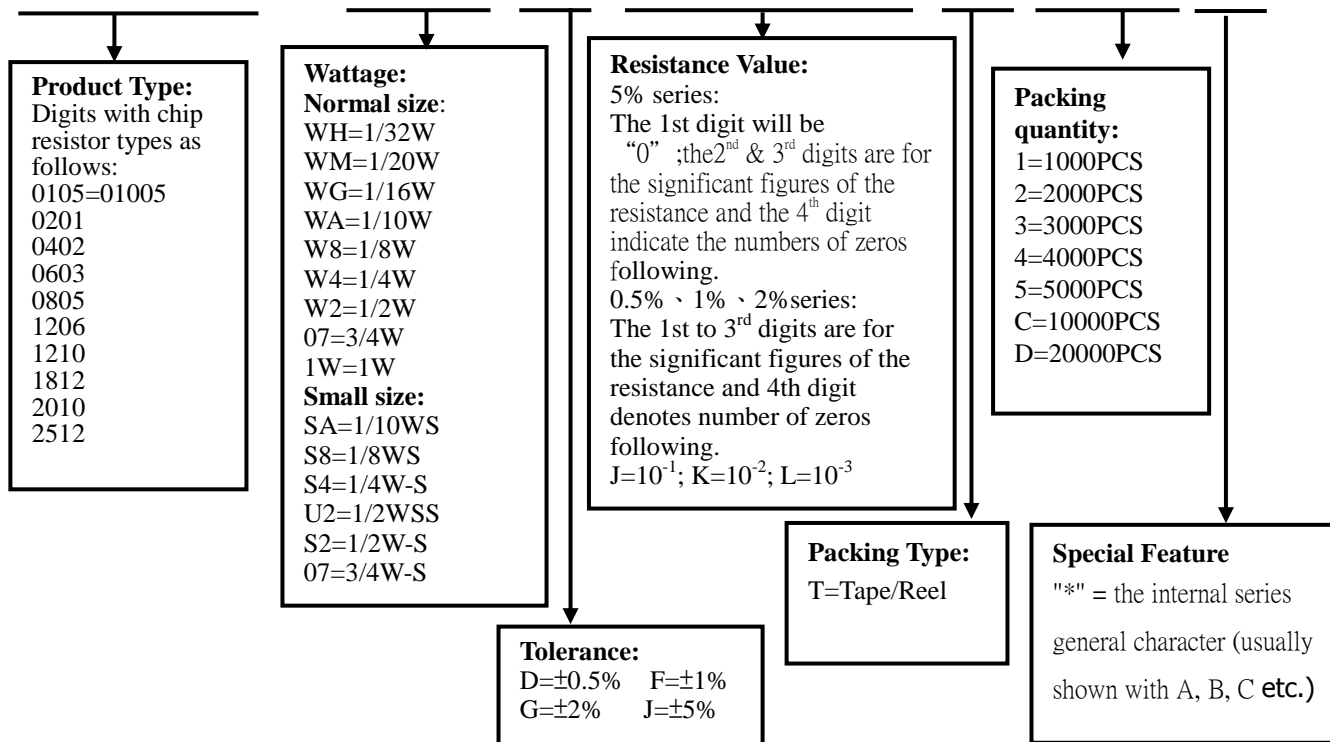 Product Type:
Digits with chip
resistor types as
follows:
0105=01005
0201
0402
0603
0805
1206
1210
1812
2010
2512
Wattage:
Normal size:
WH=1/32W
WM=1/20W
WG=1/16W
WA=1/10W
W8=1/8W
W4=1/4W
W2=1/2W
07=3/4W
1W=1W
Small size:
SA=1/10WS
S8=1/8WS
S4=1/4W-S
U2=1/2WSS
S2=1/2W-S
07=3/4W-S
Tolerance:
D=±0.5% F=±1%
G=±2% J=±5%
Resistance Value:
5% series:
The 1st digit will be
“0” ;the2nd & 3rd digits are for
the significant figures of the
resistance and the 4th digit
indicate the numbers of zeros
following.
0.5%、1%、2%series:
The 1st to 3rd digits are for
the significant figures of the
resistance and 4th digit
denotes number of zeros
following.
J=10-1; K=10-2; L=10-3
Packing Type:
T=Tape/Reel
Packing
quantity:
1=1000PCS
2=2000PCS
3=3000PCS
4=4000PCS
5=5000PCS
C=10000PCS
D=20000PCS
Special Feature
"*" = the internal series
general character (usually
shown with A, B, C etc.)